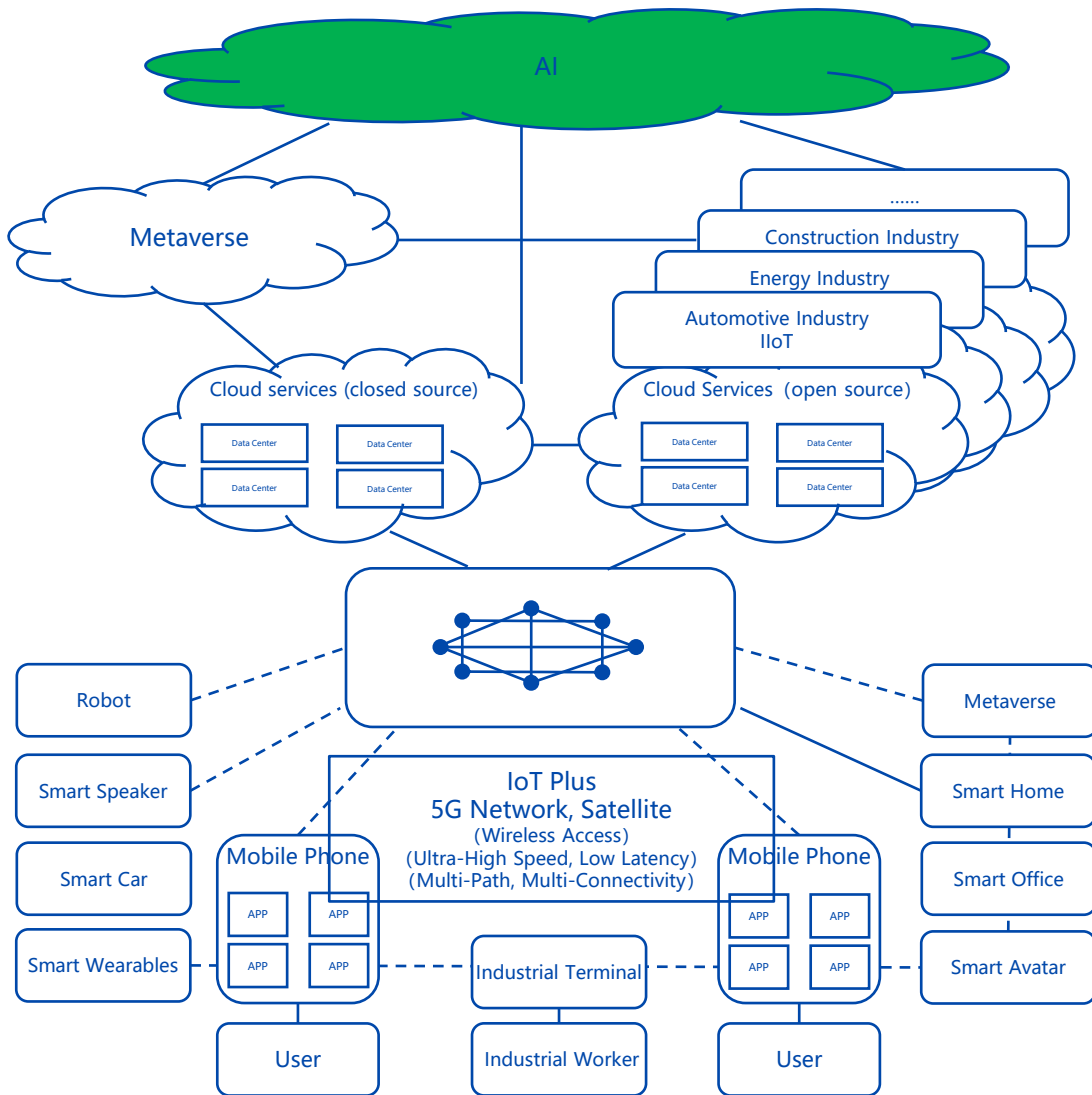 AI
Metaverse
......
Construction Industry
Energy Industry
Automotive Industry
IIoT
Cloud services (closed source)
Data Center
Data Center
Data Center
Data Center
Cloud Services (open source)
Data Center
Data Center
Data Center
Data Center
Robot
Smart Speaker
Smart Car
Smart Wearables
IoT Plus
5G Network, Satellite
(Wireless Access)
(Ultra-High Speed, Low Latency)
(Multi-Path, Multi-Connectivity)
Mobile Phone
APP
APP
APP
APP
User
Industrial Terminal
Industrial Worker
Mobile Phone
APP
APP
APP
APP
User
Metaverse
Smart Home
Smart Office
Smart Avatar